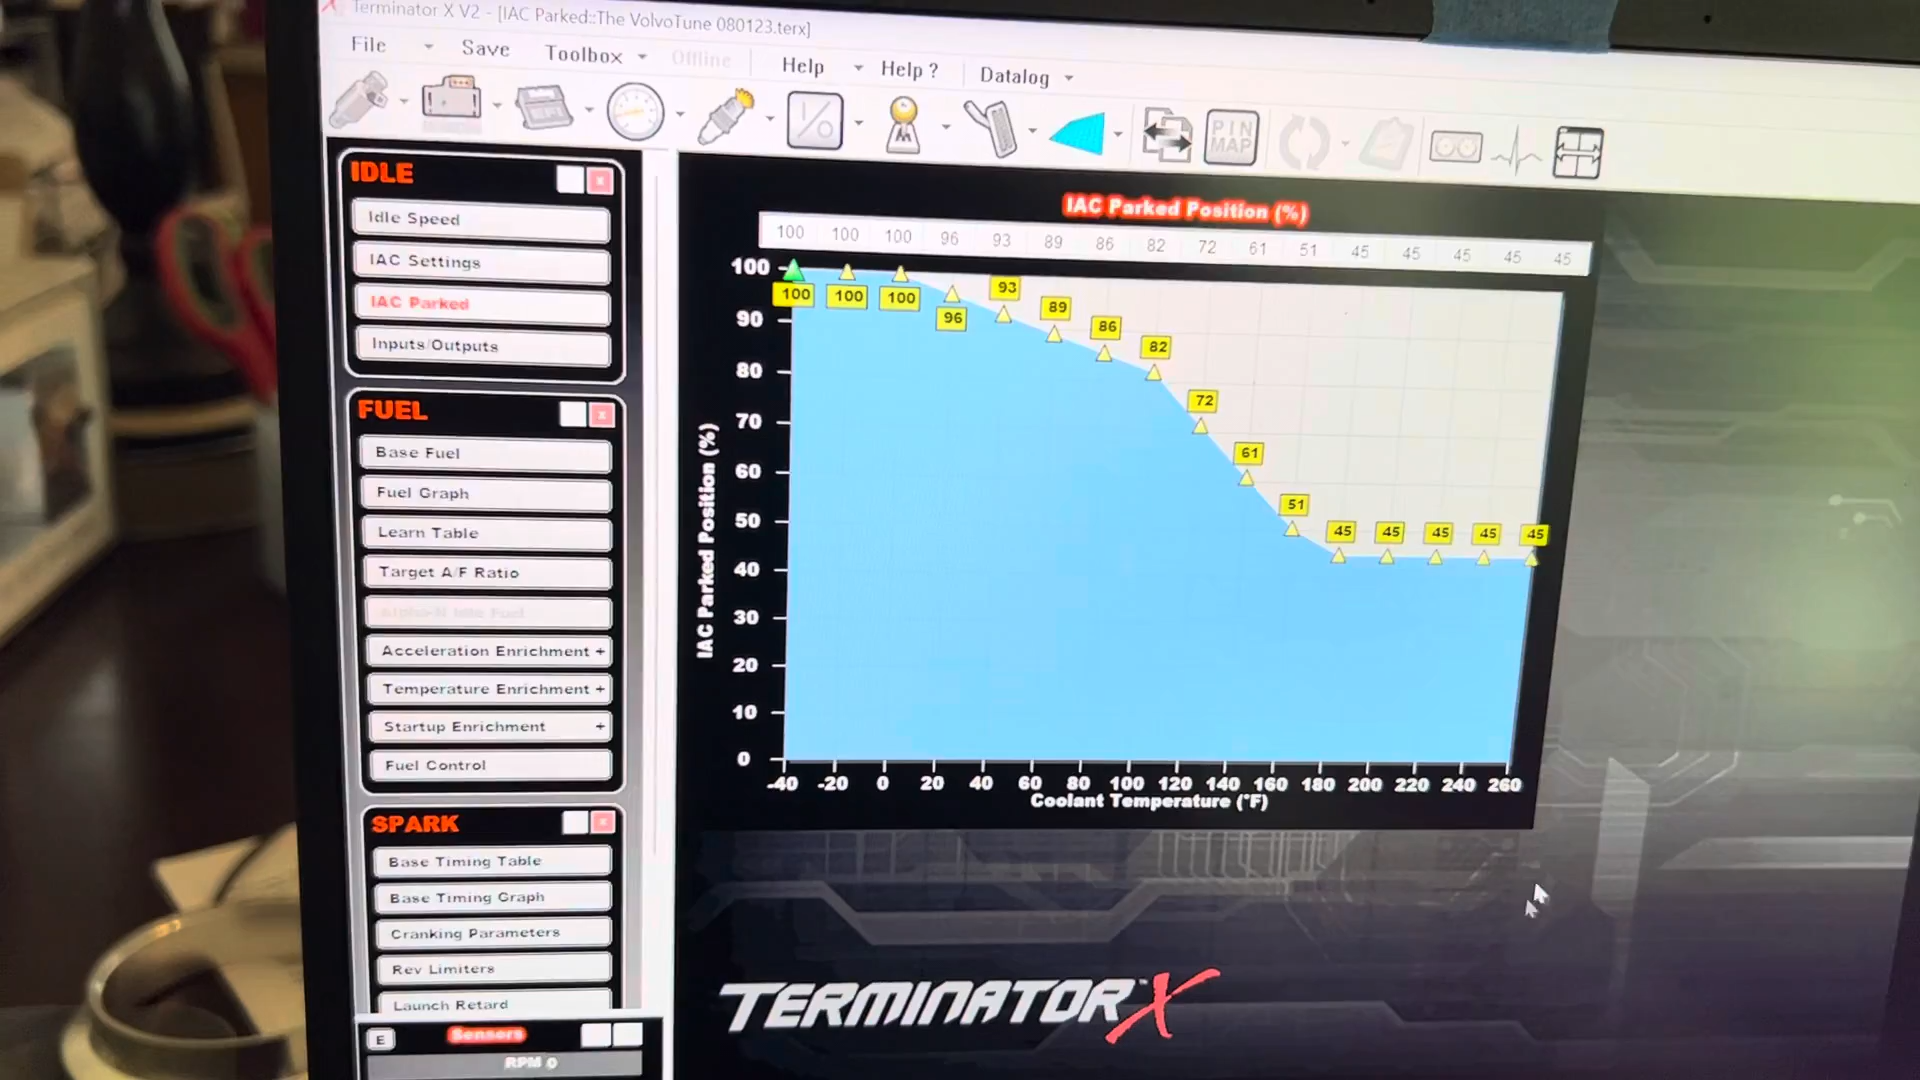 Terminator X V2 - [IAC Parked::The VolvoTune 080123.terx]
File Save Toolbox Offline Help Help ? Datalog
I/O PIN MAP
IDLE
Idle Speed
IAC Settings
IAC Parked
Inputs/Outputs
FUEL
Base Fuel
Fuel Graph
Learn Table
Target A/F Ratio
Alpha-N Idle Fuel
Acceleration Enrichment +
Temperature Enrichment +
Startup Enrichment +
Fuel Control
SPARK
Base Timing Table
Base Timing Graph
Cranking Parameters
Rev Limiters
Launch Retard
E Sensors
RPM 0
IAC Parked Position (%)
100 100 100 96 93 89 86 82 72 61 51 45 45 45 45 45
100 100 100 96 93 89 86 82 72 61 51 45 45 45 45 45
IAC Parked Position (%)
100
90
80
70
60
50
40
30
20
10
0
-40 -20 0 20 40 60 80 100 120 140 160 180 200 220 240 260
Coolant Temperature (°F)
TERMINATOR X